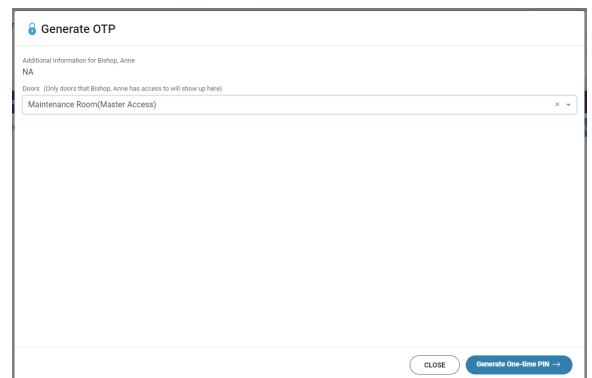 Generate OTP
Additional Information for Bishop, Anne
NA
Doors (Only doors that Bishop, Anne has access to will show up here)
Maintenance Room(Master Access)
CLOSE
Generate One-time PIN →